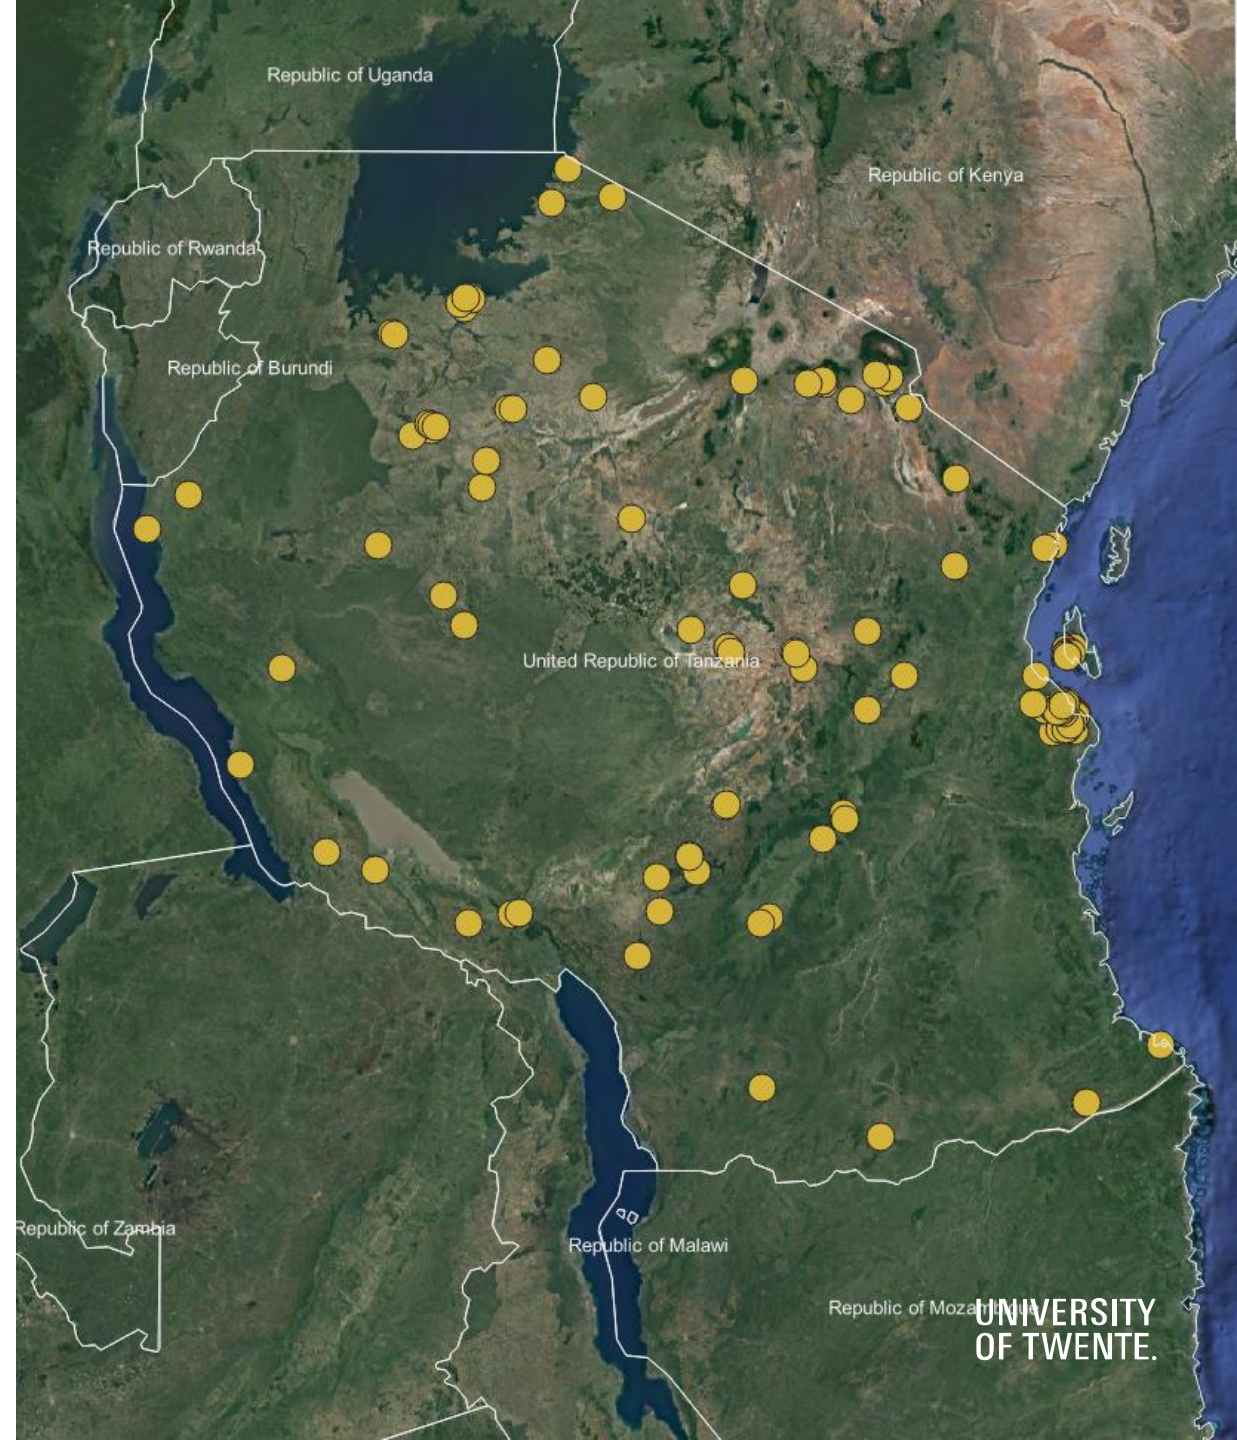 Republic of Uganda
Republic of Kenya
Republic of Rwanda
Republic of Burundi
United Republic of Tanzania
Republic of Zambia
Republic of Malawi
Republic of Mozambique
UNIVERSITY
OF TWENTE.